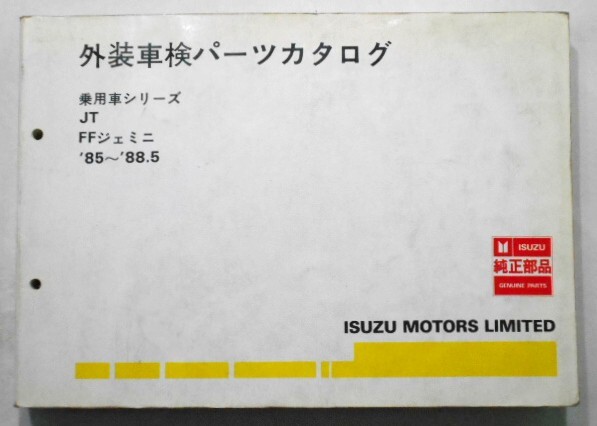 外装車検パーツカタログ
乗用車シリーズ
JT
FFジェミニ
'85～'88.5
ISUZU
純正部品
GENUINE PARTS
ISUZU MOTORS LIMITED